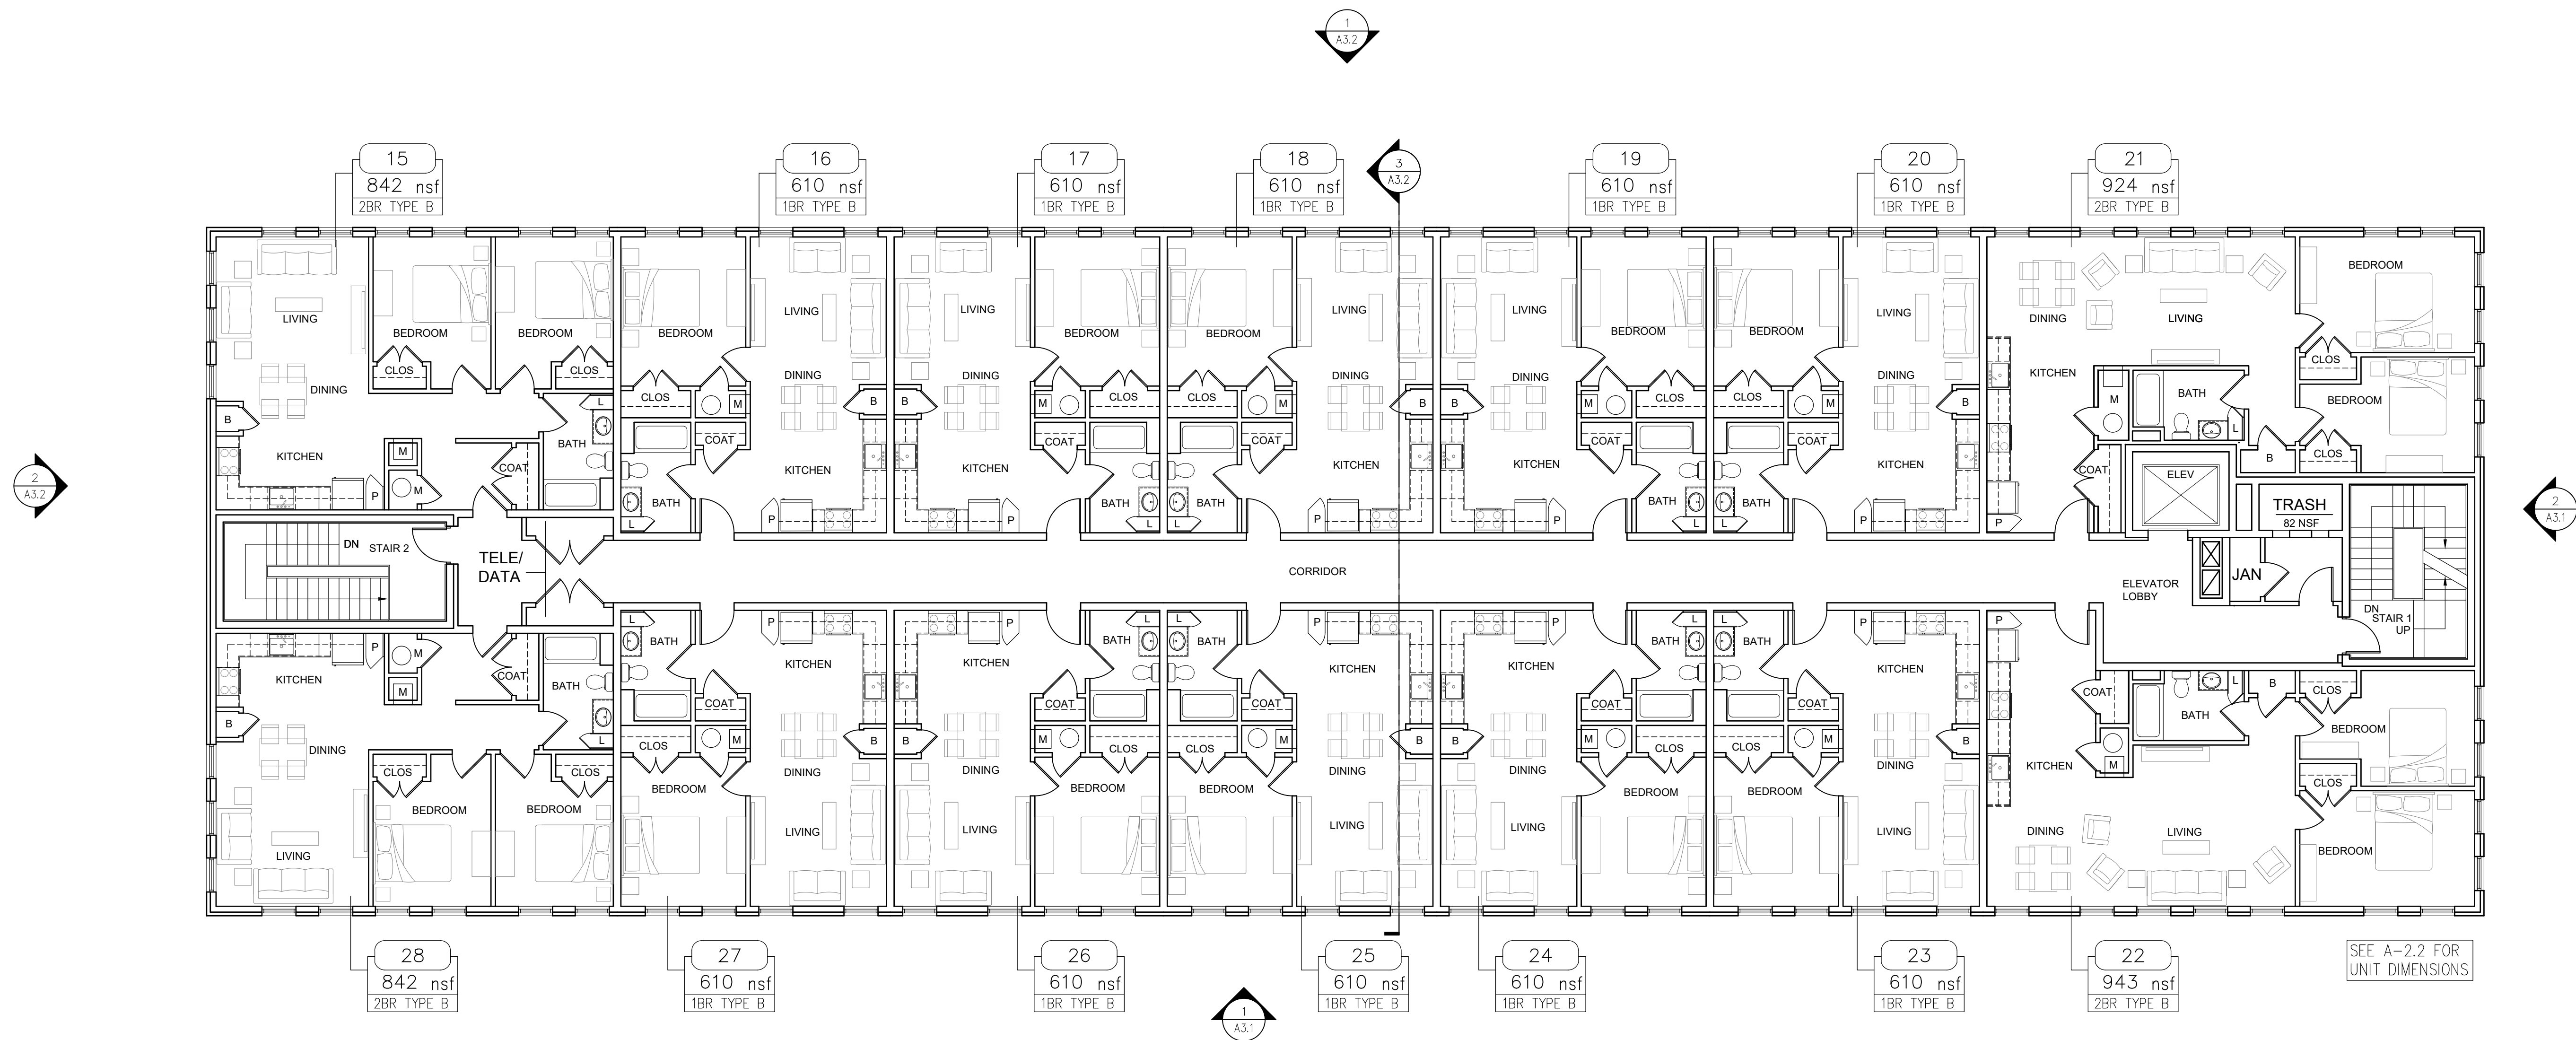 1
A3.2
15
842 nsf
2BR TYPE B
16
610 nsf
1BR TYPE B
17
610 nsf
1BR TYPE B
18
610 nsf
1BR TYPE B
3
A3.2
19
610 nsf
1BR TYPE B
20
610 nsf
1BR TYPE B
21
924 nsf
2BR TYPE B
LIVING
BEDROOM
BEDROOM
CLOS
CLOS
DINING
B
L
BATH
KITCHEN
M
COAT
M
P
BEDROOM
LIVING
CLOS
M
DINING
B
COAT
KITCHEN
BATH
L
P
LIVING
BEDROOM
DINING
B
M
CLOS
COAT
KITCHEN
BATH
P
L
BEDROOM
LIVING
CLOS
M
DINING
B
COAT
KITCHEN
BATH
L
P
LIVING
BEDROOM
DINING
B
M
CLOS
COAT
KITCHEN
BATH
P
L
BEDROOM
LIVING
CLOS
M
DINING
B
COAT
KITCHEN
BATH
L
P
BEDROOM
DINING
LIVING
CLOS
KITCHEN
M
BATH
L
BEDROOM
B
CLOS
COAT
P
2
A3.2
2
A3.1
ELEV
TRASH
82 NSF
DN
STAIR 2
TELE/
DATA
CORRIDOR
ELEVATOR
LOBBY
JAN
DN
STAIR 1
UP
KITCHEN
P
M
M
COAT
BATH
L
B
DINING
CLOS
CLOS
BEDROOM
BEDROOM
LIVING
L
BATH
P
KITCHEN
COAT
CLOS
M
B
DINING
BEDROOM
LIVING
P
L
BATH
KITCHEN
COAT
B
M
CLOS
DINING
BEDROOM
LIVING
L
BATH
P
KITCHEN
COAT
CLOS
M
B
DINING
BEDROOM
LIVING
P
L
BATH
KITCHEN
COAT
B
M
CLOS
DINING
BEDROOM
LIVING
L
BATH
P
KITCHEN
COAT
CLOS
M
B
DINING
BEDROOM
LIVING
P
COAT
L
B
CLOS
BATH
BEDROOM
KITCHEN
M
CLOS
DINING
LIVING
BEDROOM
28
842 nsf
2BR TYPE B
27
610 nsf
1BR TYPE B
26
610 nsf
1BR TYPE B
25
610 nsf
1BR TYPE B
24
610 nsf
1BR TYPE B
23
610 nsf
1BR TYPE B
22
943 nsf
2BR TYPE B
SEE A-2.2 FOR
UNIT DIMENSIONS
1
A3.1